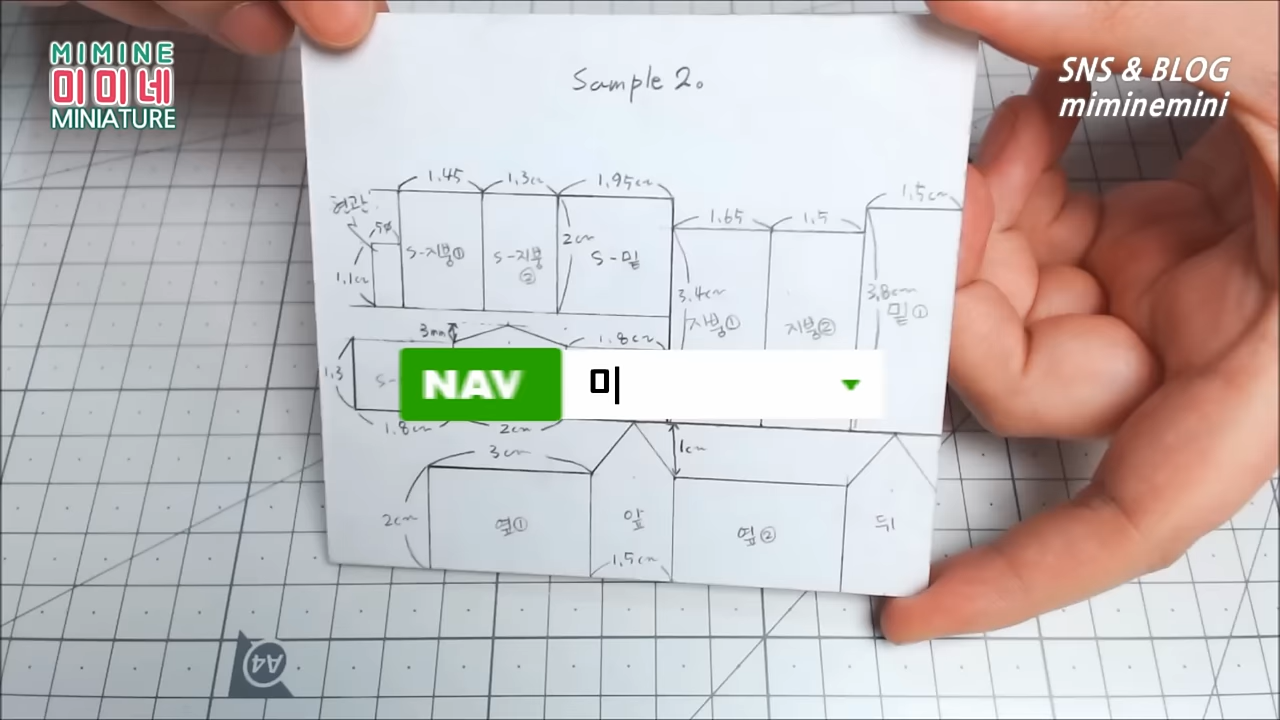 MIMINE
미미네
MINIATURE
SNS & BLOG
miminemini
Sample 2.
1.45
1.3cm
1.95cm
1.5cm
현관
1.65
1.5
S-지붕①
S-지붕②
2cm
S-밑
1.1cm
3.4cm
지붕①
지붕②
3.8cm
밑①
3mm
1.8cm
1.3
S-
NAV
미
1.8cm
2cm
3cm
1cm
2cm
옆①
앞
옆②
뒤
1.5cm
A4